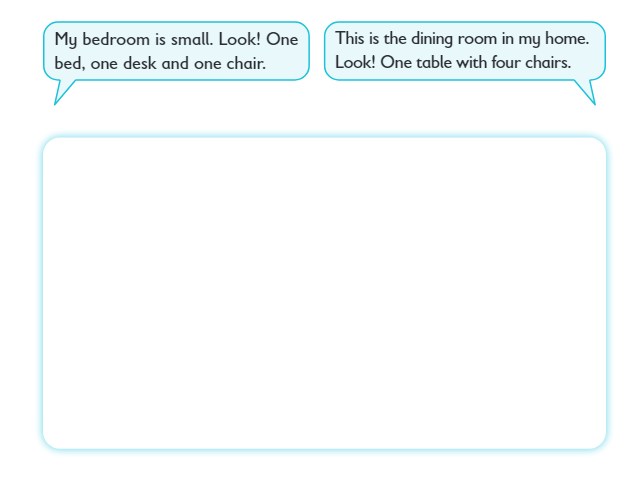 My bedroom is small. Look! One
bed, one desk and one chair.
This is the dining room in my home.
Look! One table with four chairs.